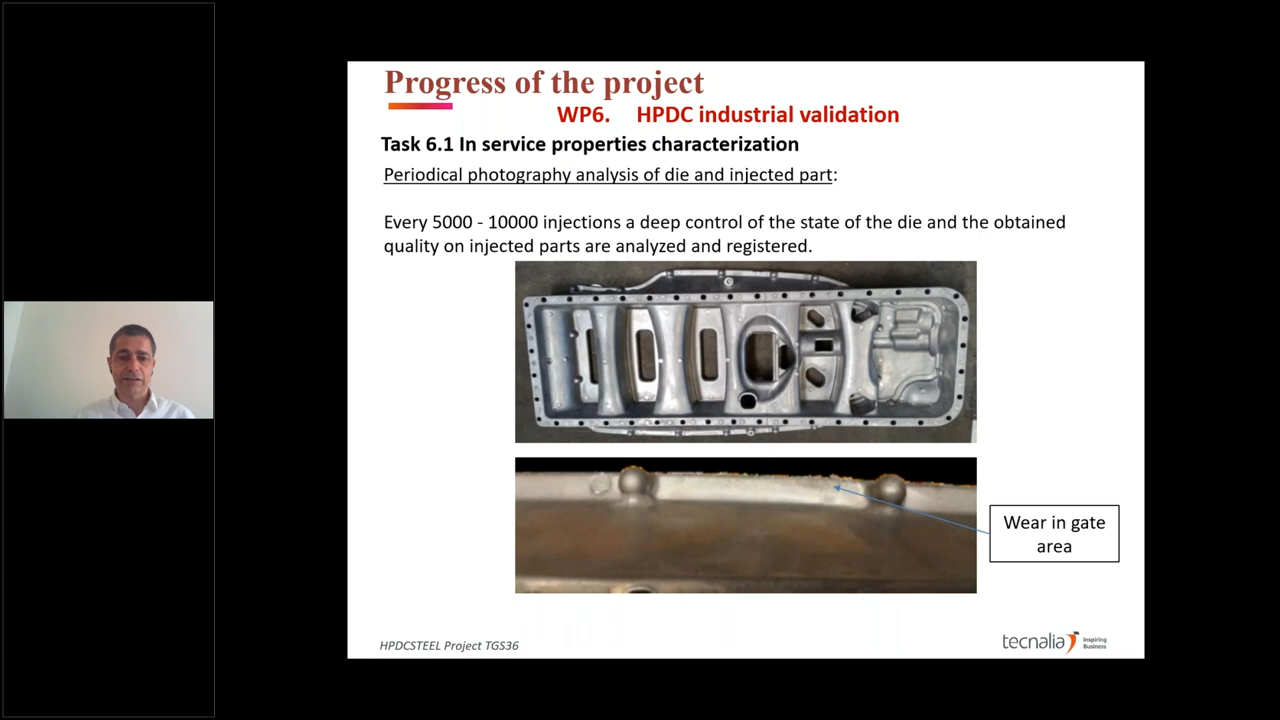 Progress of the project
WP6. HPDC industrial validation
Task 6.1 In service properties characterization
Periodical photography analysis of die and injected part:
Every 5000 - 10000 injections a deep control of the state of the die and the obtained
quality on injected parts are analyzed and registered.
Wear in gate
area
HPDCSTEEL Project TGS36
tecnalia
Inspiring
Business